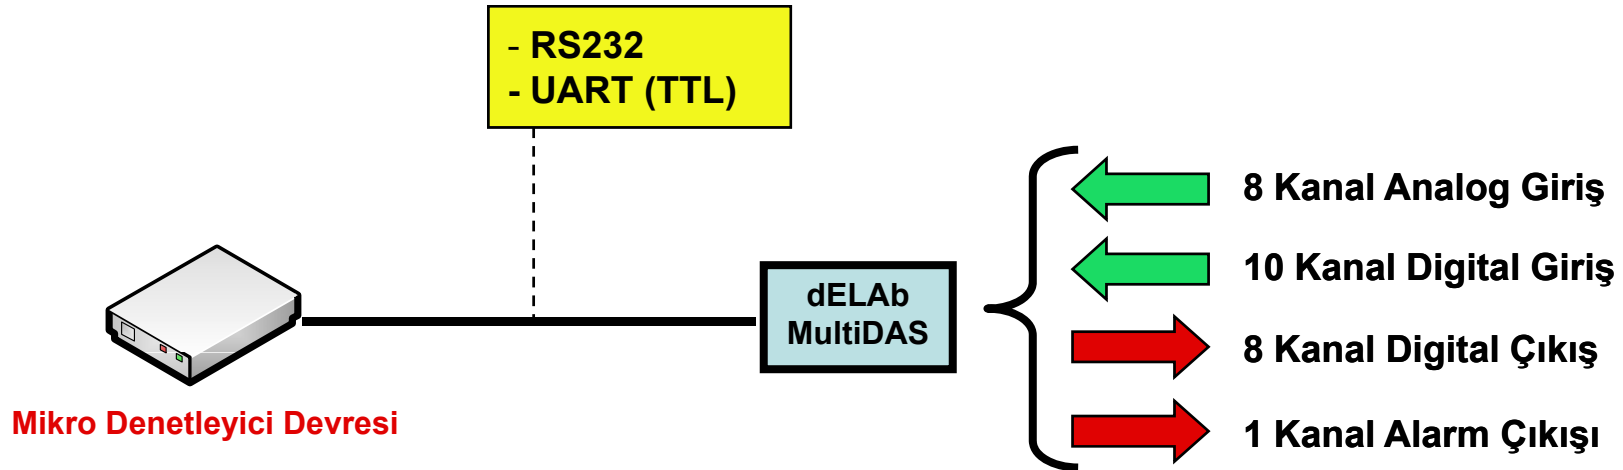 - RS232
- UART (TTL)
8 Kanal Analog Giriş
10 Kanal Digital Giriş
dELAb
MultiDAS
8 Kanal Digital Çıkış
Mikro Denetleyici Devresi
1 Kanal Alarm Çıkışı